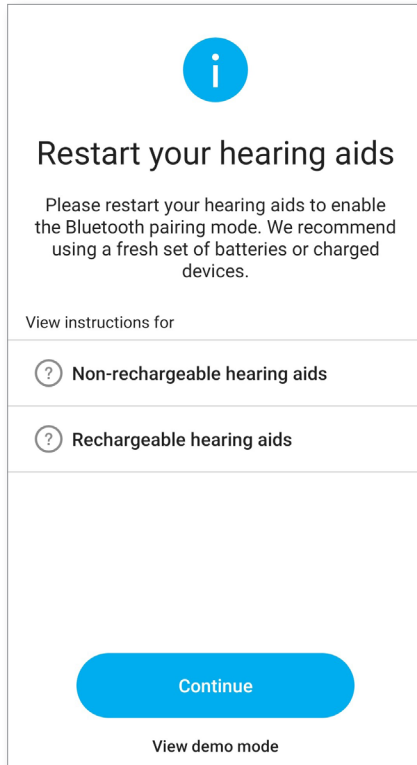 i
Restart your hearing aids
Please restart your hearing aids to enable
the Bluetooth pairing mode. We recommend
using a fresh set of batteries or charged
devices.
View instructions for
? Non-rechargeable hearing aids
? Rechargeable hearing aids
Continue
View demo mode